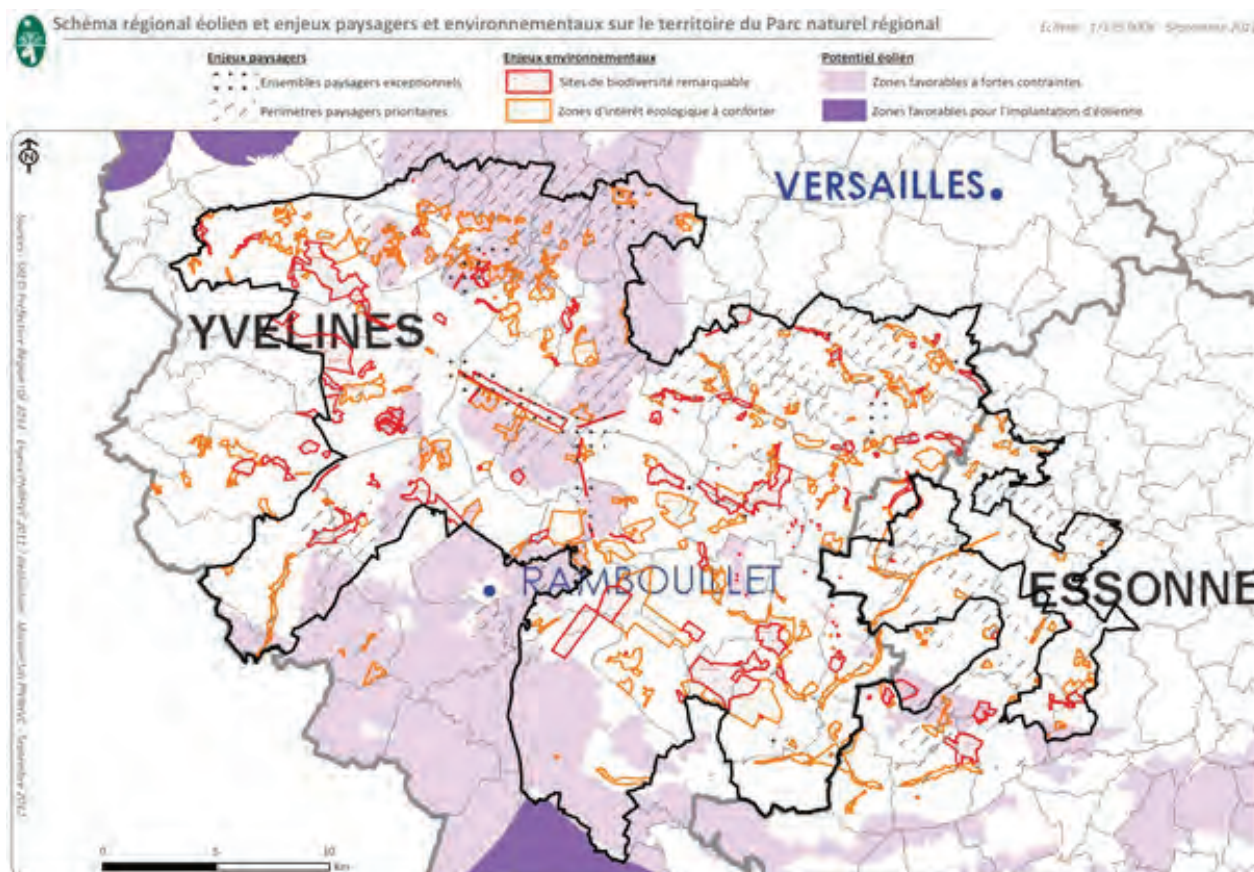 Schéma régional éolien et enjeux paysagers et environnementaux sur le territoire du Parc naturel régional
Enjeux paysagers
Ensembles paysagers exceptionnels
Périmètres paysagers prioritaires
Enjeux environnementaux
Sites de biodiversité remarquable
Zones d'intérêt écologique à conforter
Potentiel éolien
Zones favorables à fortes contraintes
Zones favorables pour l'implantation d'éolienne
N
VERSAILLES.
YVELINES
RAMBOUILLET
ESSONNE
0 5 10
Km